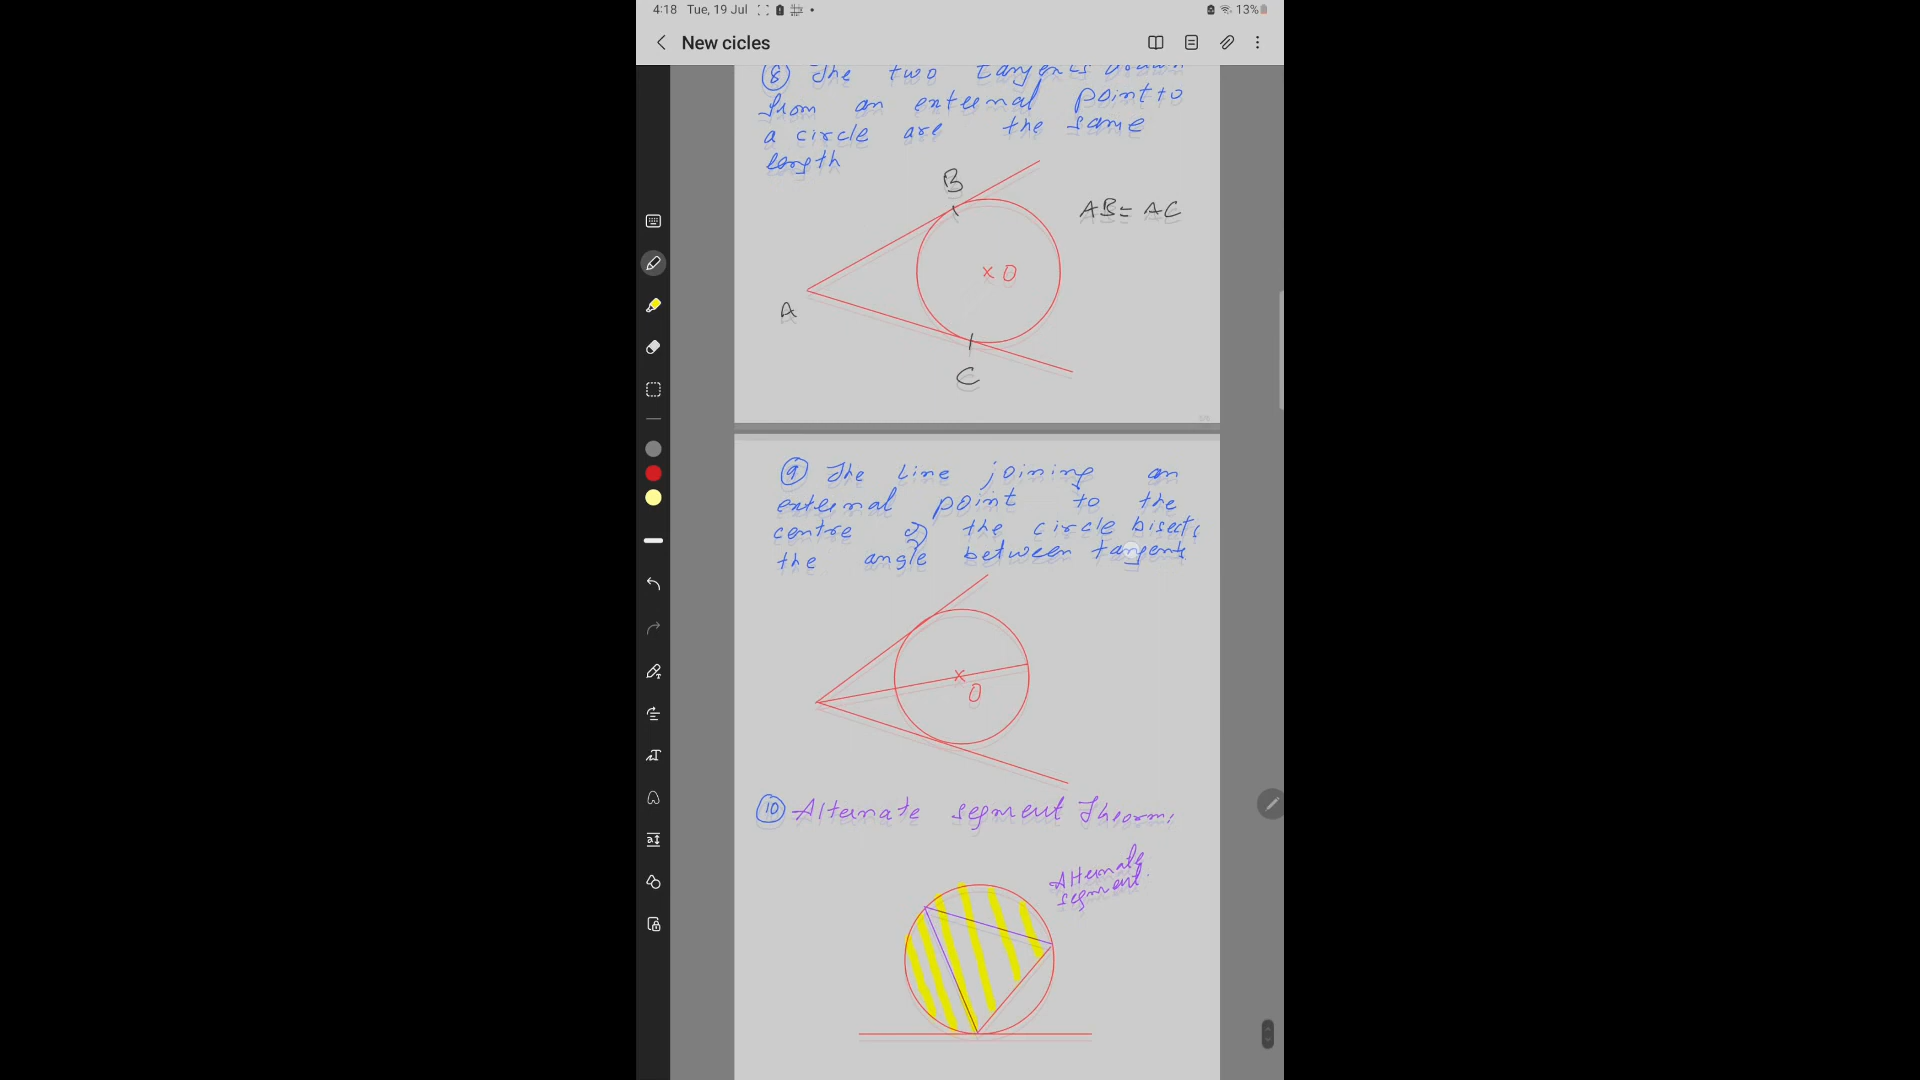 4:18 Tue, 19 Jul
13%
New cicles
8 The two tangents drawn
from an external point to
a circle are the same
length
B
AB = AC
O
A
C
9 The line joining an
external point to the
centre of the circle bisects
the angle between tangents
O
10 Alternate segment Theorm.
Alternate
segment.